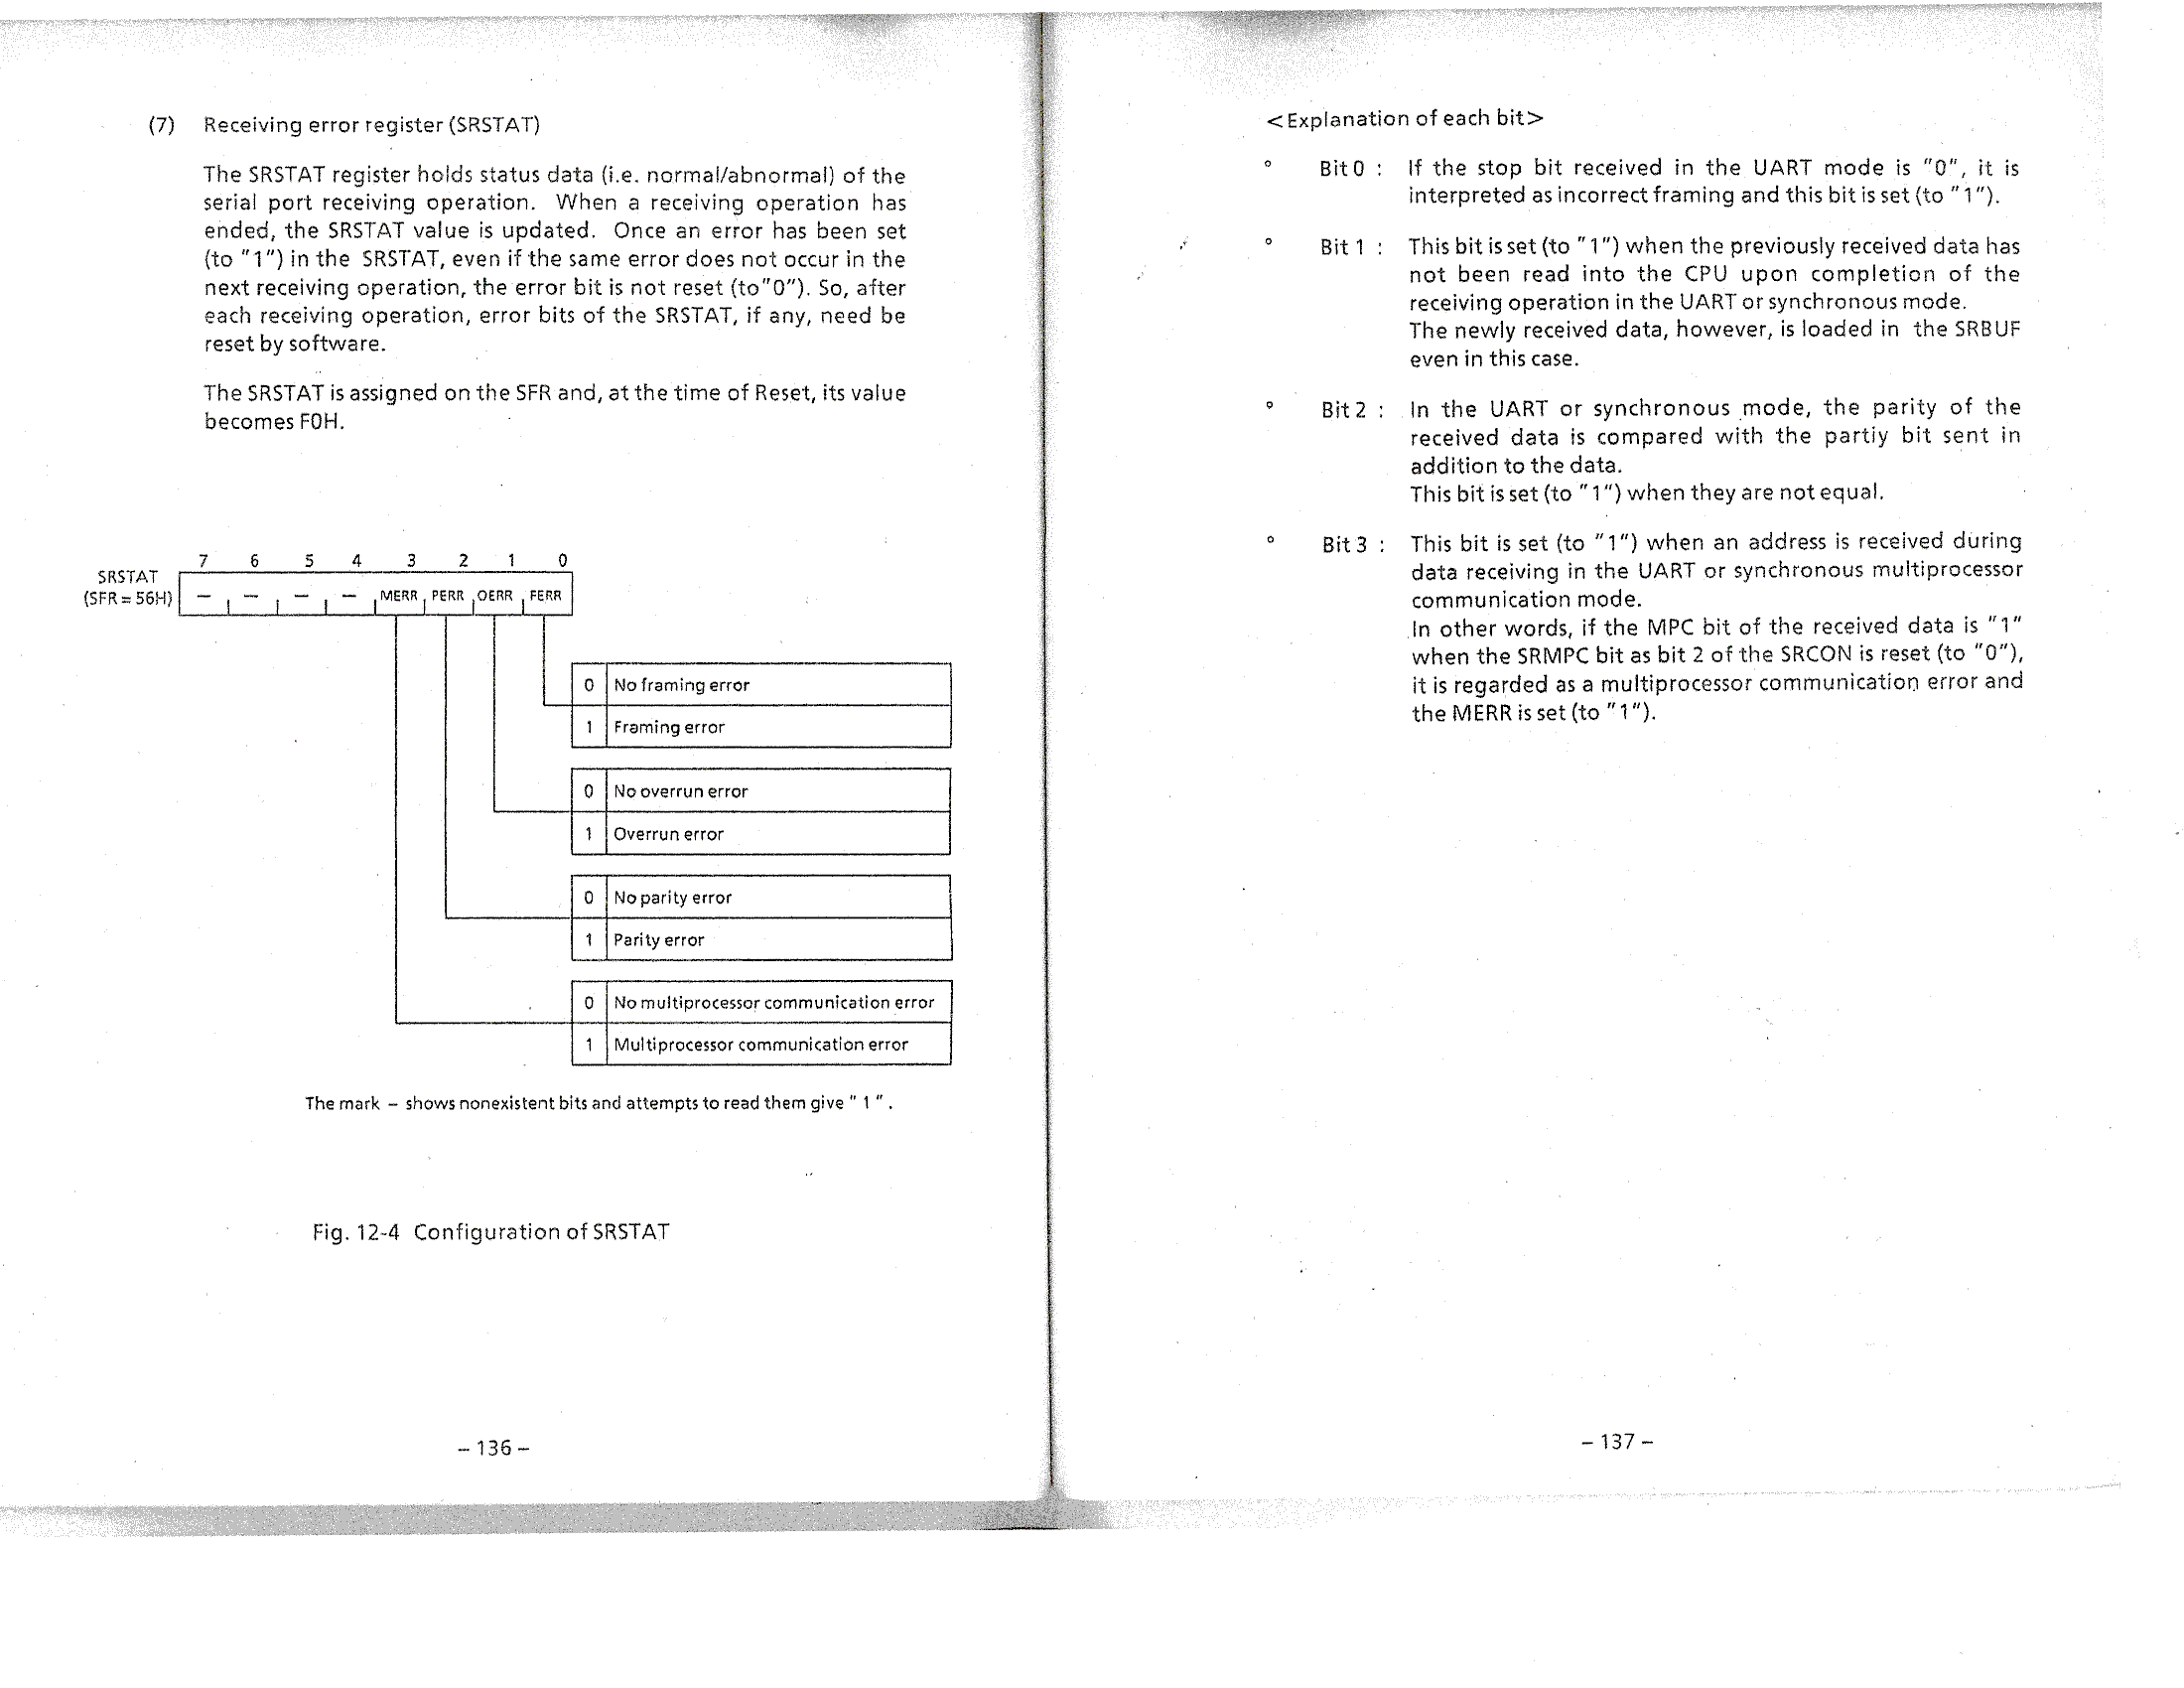 (7) Receiving error register (SRSTAT)
The SRSTAT register holds status data (i.e. normal/abnormal) of the
serial port receiving operation. When a receiving operation has
ended, the SRSTAT value is updated. Once an error has been set
(to "1") in the SRSTAT, even if the same error does not occur in the
next receiving operation, the error bit is not reset (to"0"). So, after
each receiving operation, error bits of the SRSTAT, if any, need be
reset by software.
The SRSTAT is assigned on the SFR and, at the time of Reset, its value
becomes F0H.
7 6 5 4 3 2 1 0
SRSTAT
(SFR = 56H) – – – – MERR PERR OERR FERR
0 No framing error
1 Framing error
0 No overrun error
1 Overrun error
0 No parity error
1 Parity error
0 No multiprocessor communication error
1 Multiprocessor communication error
The mark – shows nonexistent bits and attempts to read them give " 1 ".
Fig. 12-4 Configuration of SRSTAT
– 136 –
<Explanation of each bit>
° Bit 0 : If the stop bit received in the UART mode is "0", it is
interpreted as incorrect framing and this bit is set (to "1").
° Bit 1 : This bit is set (to "1") when the previously received data has
not been read into the CPU upon completion of the
receiving operation in the UART or synchronous mode.
The newly received data, however, is loaded in the SRBUF
even in this case.
° Bit 2 : In the UART or synchronous mode, the parity of the
received data is compared with the partiy bit sent in
addition to the data.
This bit is set (to "1") when they are not equal.
° Bit 3 : This bit is set (to "1") when an address is received during
data receiving in the UART or synchronous multiprocessor
communication mode.
In other words, if the MPC bit of the received data is "1"
when the SRMPC bit as bit 2 of the SRCON is reset (to "0"),
it is regarded as a multiprocessor communication error and
the MERR is set (to "1").
– 137 –